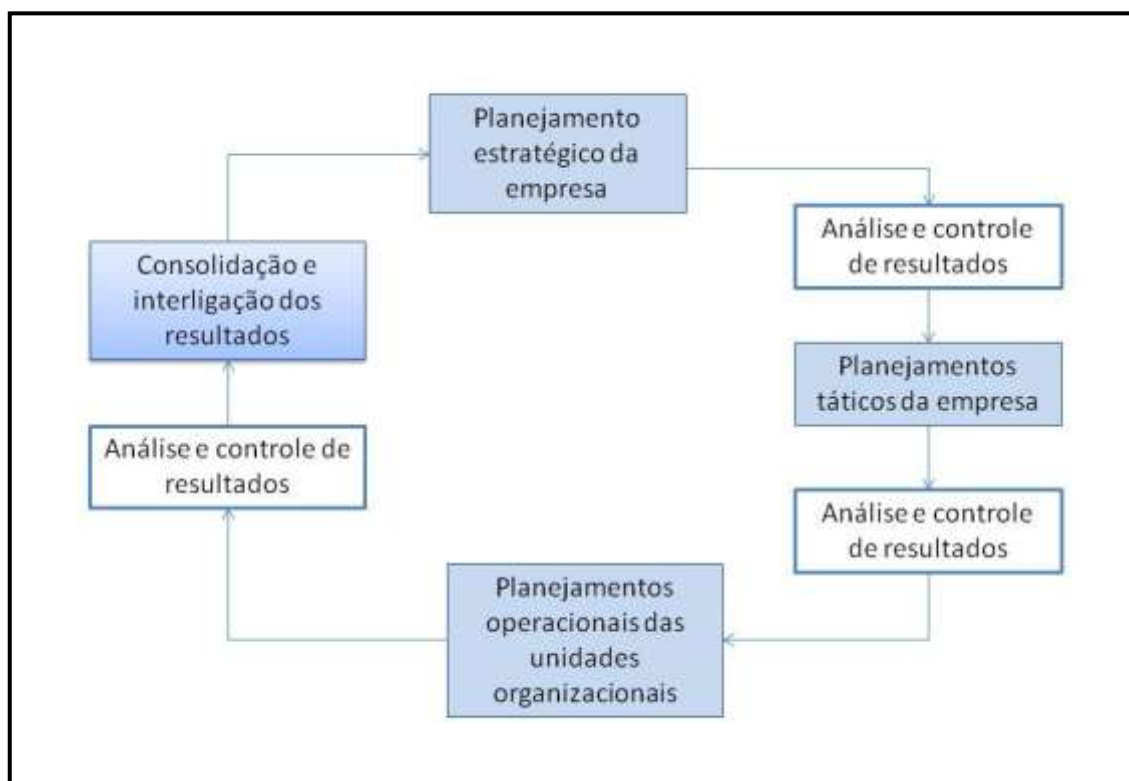 Planejamento
estratégico da
empresa
Análise e controle
de resultados
Planejamentos
táticos da empresa
Análise e controle
de resultados
Planejamentos
operacionais das
unidades
organizacionais
Análise e controle de
resultados
Consolidação e
interligação dos
resultados